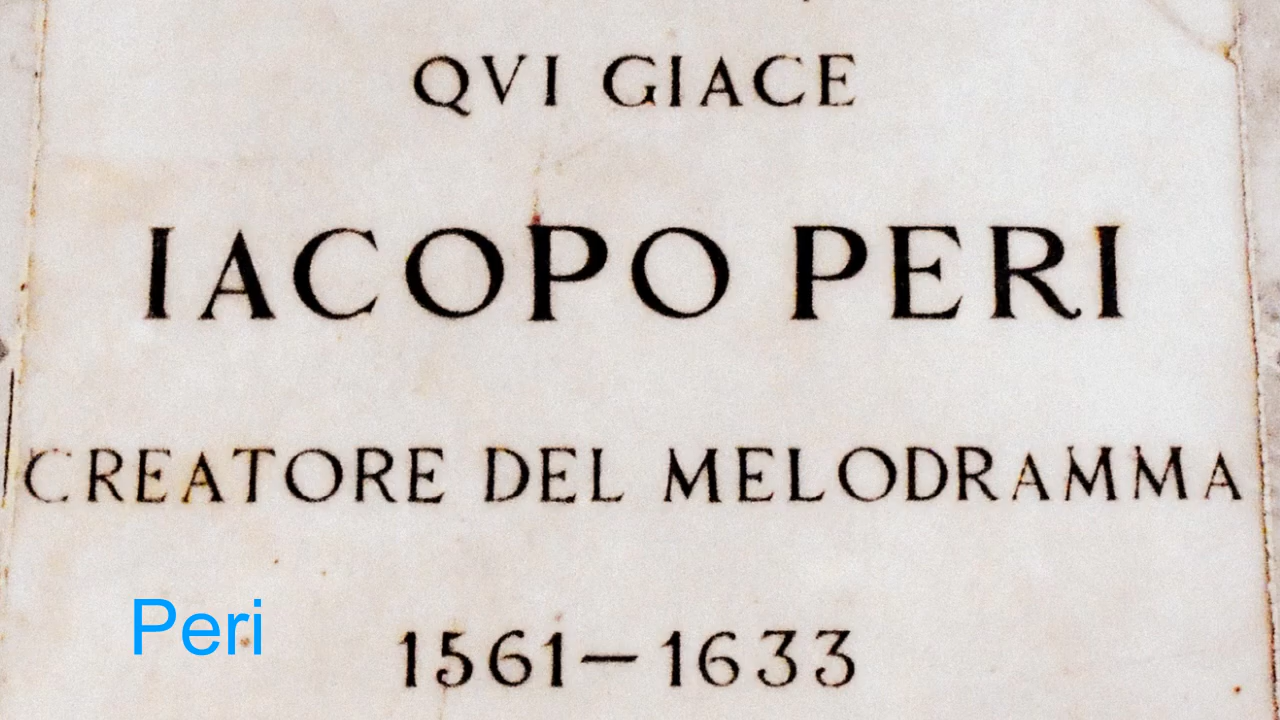 QVI GIACE
IACOPO PERI
CREATORE DEL MELODRAMMA
Peri
1561–1633